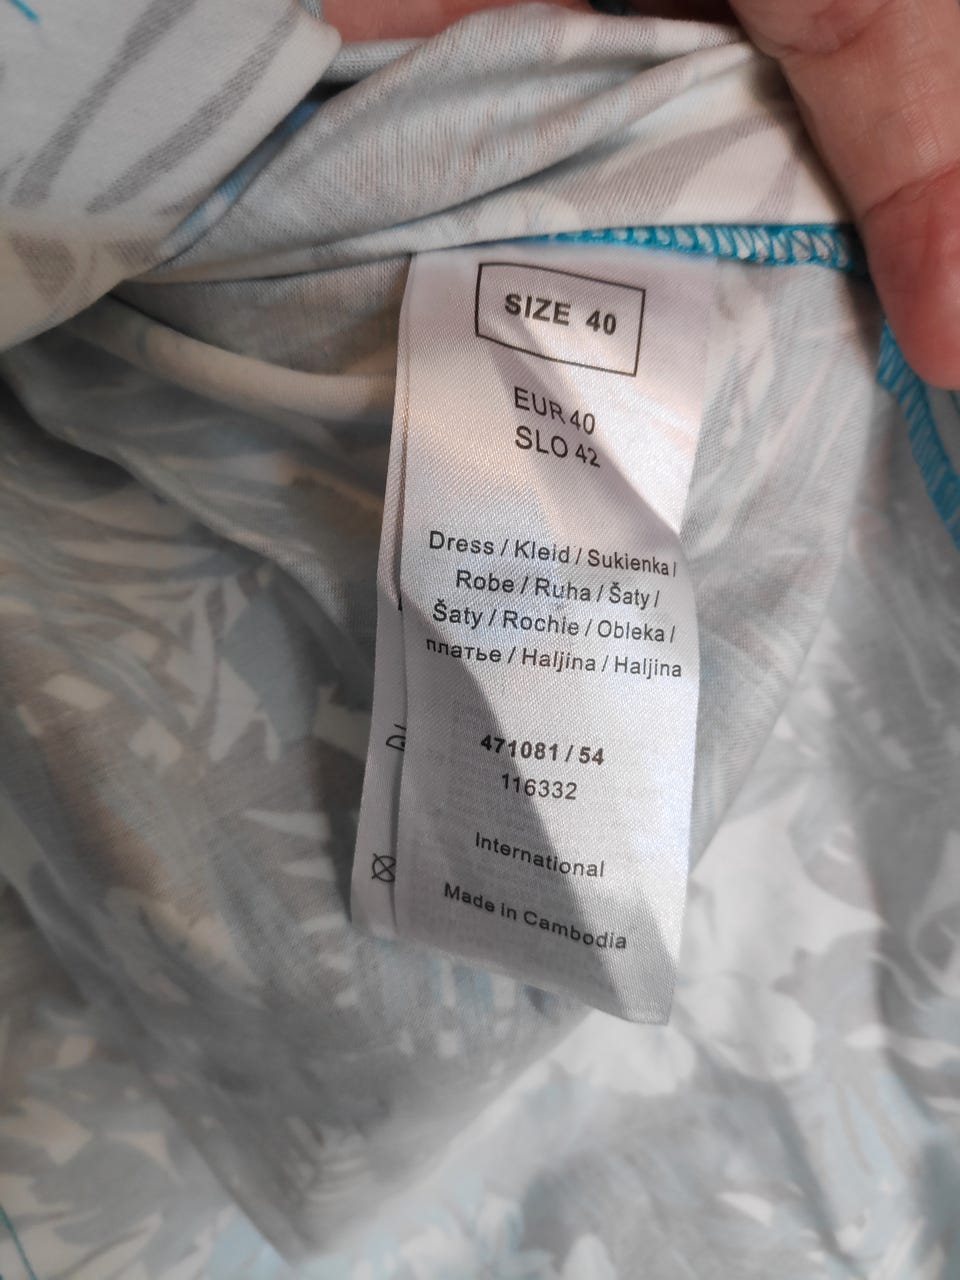 SIZE 40
EUR 40
SLO 42
Dress / Kleid / Sukienka /
Robe / Ruha / Šaty /
Šaty / Rochie / Obleka /
платье / Haljina / Haljina
471081 / 54
116332
International
Made in Cambodia